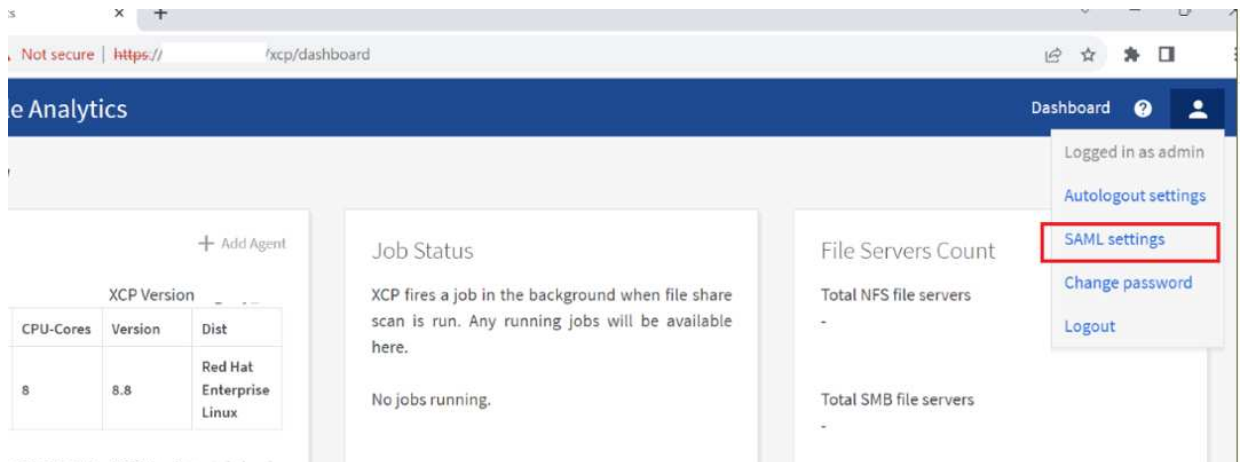 Not secure | https:// /xcp/dashboard
le Analytics
Dashboard
Logged in as admin
Autologout settings
SAML settings
Change password
Logout
+ Add Agent
XCP Version
CPU-Cores Version Dist
8 8.8 Red Hat
Enterprise
Linux
Job Status
XCP fires a job in the background when file share
scan is run. Any running jobs will be available
here.
No jobs running.
File Servers Count
Total NFS file servers
-
Total SMB file servers
-